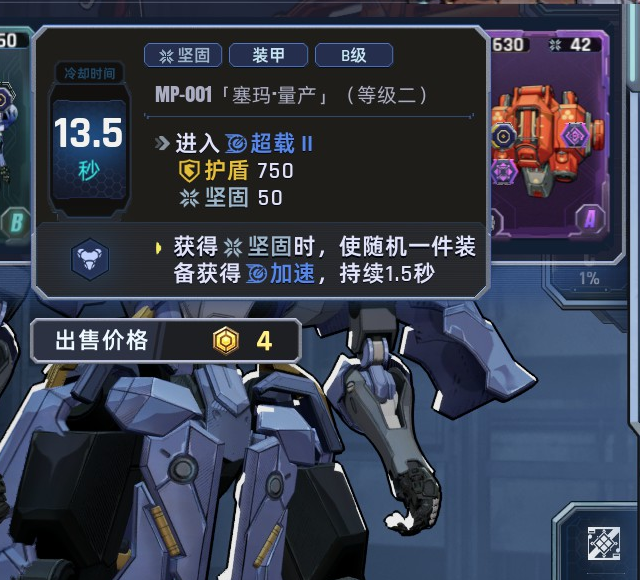 50
坚固 装甲 B级
630 42
冷却时间
MP-001「塞玛·量产」（等级二）
13.5
秒
进入 超载 II
护盾 750
坚固 50
B
A
获得 坚固时，使随机一件装
备获得 加速，持续1.5秒
1%
出售价格 4